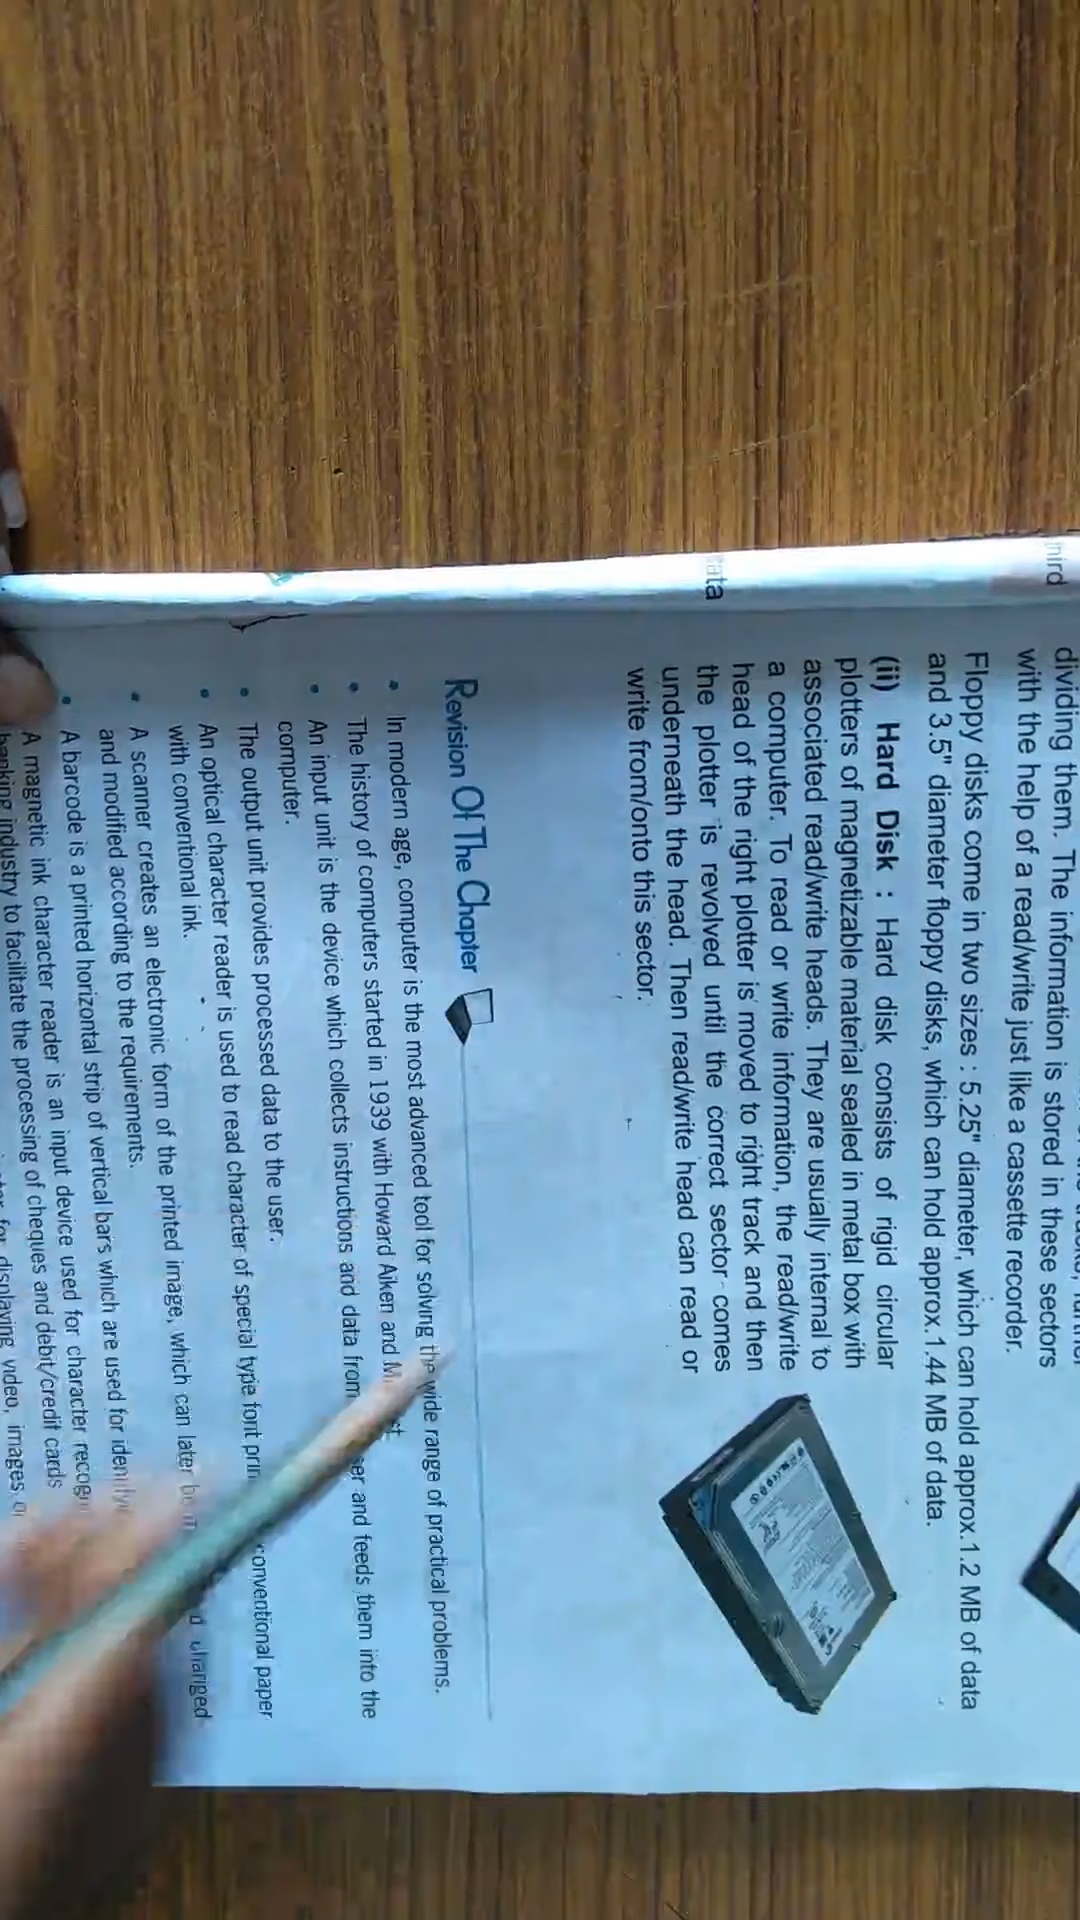 dividing them. The information is stored in these sectors
with the help of a read/write just like a cassette recorder.
Floppy disks come in two sizes : 5.25" diameter, which can hold approx.1.2 MB of data
and 3.5" diameter floppy disks, which can hold approx.1.44 MB of data.
(ii) Hard Disk : Hard disk consists of rigid circular
plotters of magnetizable material sealed in metal box with
associated read/write heads. They are usually internal to
a computer. To read or write information, the read/write
head of the right plotter is moved to right track and then
the plotter is revolved until the correct sector comes
underneath the head. Then read/write head can read or
write from/onto this sector.
Revision Of The Chapter
• In modern age, computer is the most advanced tool for solving the wide range of practical problems.
• The history of computers started in 1939 with Howard Aiken and
• An input unit is the device which collects instructions and data from user and feeds them into the
computer.
• The output unit provides processed data to the user.
• An optical character reader is used to read character of special type font conventional paper
with conventional ink.
• A scanner creates an electronic form of the printed image, which can later be changed
and modified according to the requirements.
• A barcode is a printed horizontal strip of vertical bars which are used for
A magnetic ink character reader is an input device used for character
banking industry to facilitate the processing of cheques and debit/credit cards
for displaying video, images